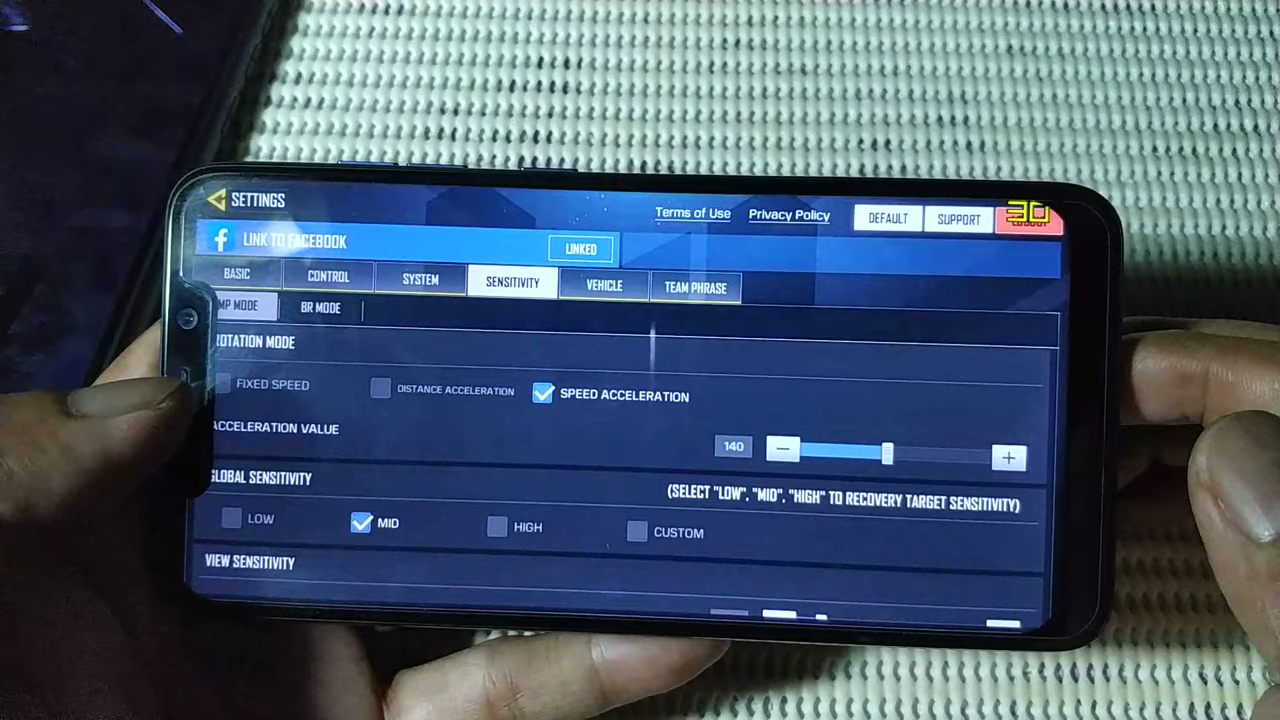 SETTINGS
Terms of Use
Privacy Policy
DEFAULT
SUPPORT
30
f
LINK TO FACEBOOK
LINKED
BASIC
CONTROL
SYSTEM
SENSITIVITY
VEHICLE
TEAM PHRASE
MP MODE
BR MODE
ROTATION MODE
FIXED SPEED
DISTANCE ACCELERATION
SPEED ACCELERATION
ACCELERATION VALUE
140
GLOBAL SENSITIVITY
(SELECT "LOW", "MID", "HIGH" TO RECOVERY TARGET SENSITIVITY)
LOW
MID
HIGH
CUSTOM
VIEW SENSITIVITY